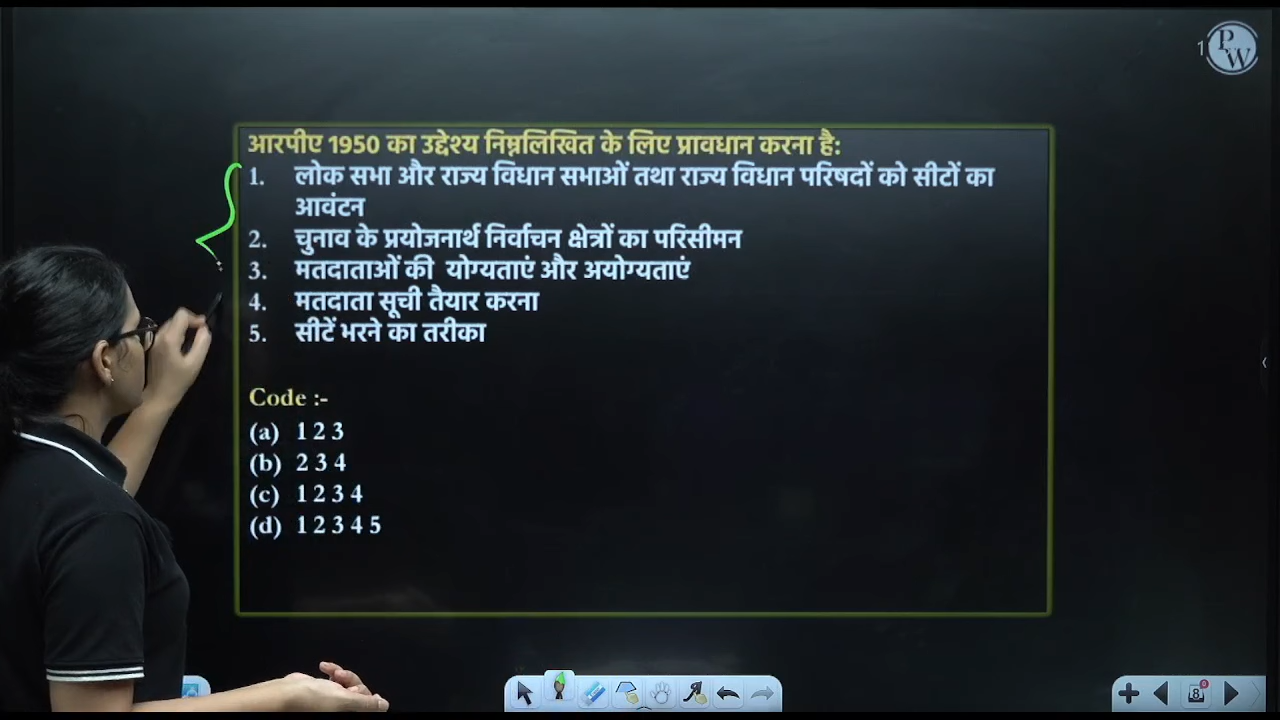 1
PW
आरपीए 1950 का उद्देश्य निम्नलिखित के लिए प्रावधान करना है:
1. लोक सभा और राज्य विधान सभाओं तथा राज्य विधान परिषदों को सीटों का
आवंटन
2. चुनाव के प्रयोजनार्थ निर्वाचन क्षेत्रों का परिसीमन
3. मतदाताओं की योग्यताएं और अयोग्यताएं
4. मतदाता सूची तैयार करना
5. सीटें भरने का तरीका
Code :-
(a) 1 2 3
(b) 2 3 4
(c) 1 2 3 4
(d) 1 2 3 4 5
8